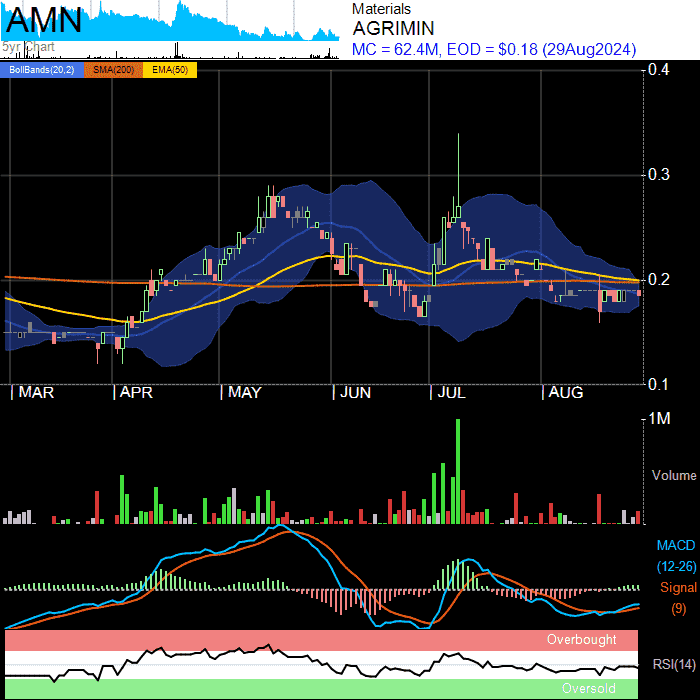 AMN
5yr Chart
Materials
AGRIMIN
MC = 62.4M, EOD = $0.18 (29Aug2024)
BollBands(20,2) SMA(200) EMA(50)
0.4
0.3
0.2
0.1
MAR APR MAY JUN JUL AUG
1M
Volume
MACD
(12-26)
Signal
(9)
Overbought
RSI(14)
Oversold